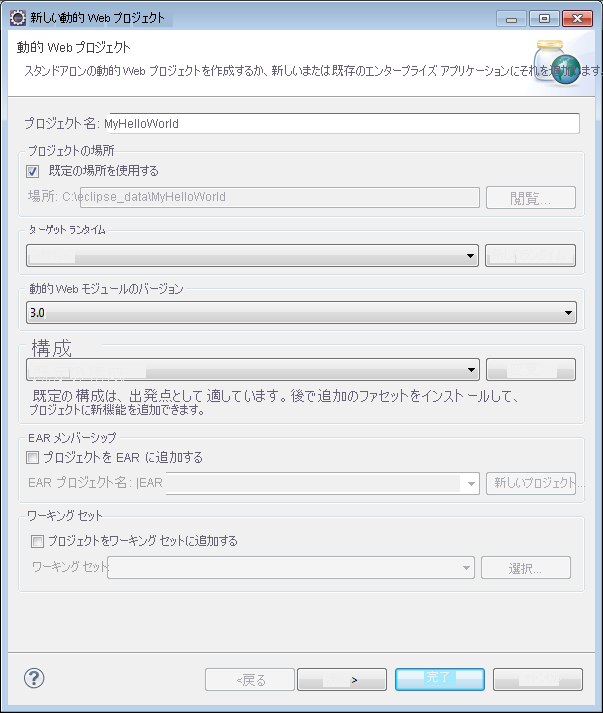 新しい動的 Web プロジェクト
動的 Web プロジェクト
スタンドアロンの動的 Web プロジェクトを作成するか、新しいまたは既存のエンタープライズ アプリケーションにそれを追加できます.
プロジェクト名: MyHelloWorld
プロジェクトの場所
既定の場所を使用する
場所: C:\eclipse_data\MyHelloWorld 閲覧...
ターゲット ランタイム
動的 Web モジュールのバージョン
3.0
構成
既定の構成は、出発点として適しています。後で追加のファセットをインストールして、
プロジェクトに新機能を追加できます。
EAR メンバーシップ
プロジェクトを EAR に追加する
EAR プロジェクト名: |EAR 新しいプロジェクト...
ワーキング セット
プロジェクトをワーキング セットに追加する
ワーキング セット: 選択...
? <戻る > 完了